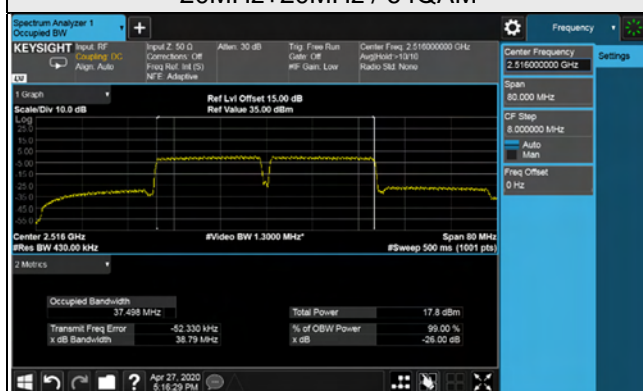 20MHz+20MHz / 64QAM
Spectrum Analyzer 1
Occupied BW
Frequency
KEYSIGHT
Input: RF
Coupling: DC
Align: Auto
Input Z: 50 Ω
Corrections: Off
Freq Ref: Int (S)
NFE: Adaptive
Atten: 30 dB
Trig: Free Run
Gate: Off
#IF Gain: Low
Center Freq: 2.516000000 GHz
Avg|Hold:>10/10
Radio Std: None
Center Frequency
2.516000000 GHz
Settings
Span
80.000 MHz
CF Step
8.000000 MHz
Auto
Man
Freq Offset
0 Hz
1 Graph
Scale/Div 10.0 dB
Ref Lvl Offset 15.00 dB
Ref Value 35.00 dBm
Log
25.0
15.0
5.00
-5.00
-15.0
-25.0
-35.0
-45.0
-55.0
Center 2.516 GHz
#Res BW 430.00 kHz
#Video BW 1.3000 MHz*
Span 80 MHz
#Sweep 500 ms (1001 pts)
2 Metrics
Occupied Bandwidth
37.498 MHz
Total Power
17.8 dBm
Transmit Freq Error
-52.330 kHz
% of OBW Power
99.00 %
x dB Bandwidth
38.79 MHz
x dB
-26.00 dB
Apr 27, 2020
5:16:29 PM